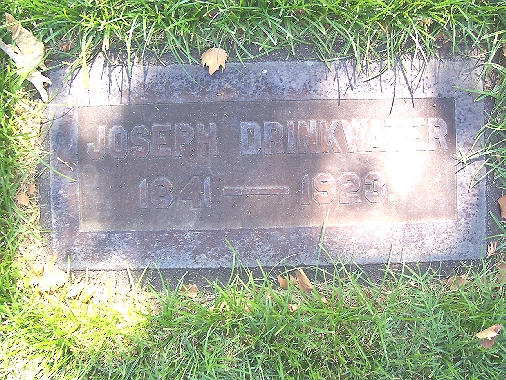 JOSEPH DRINKWATER
1841 — 1923.